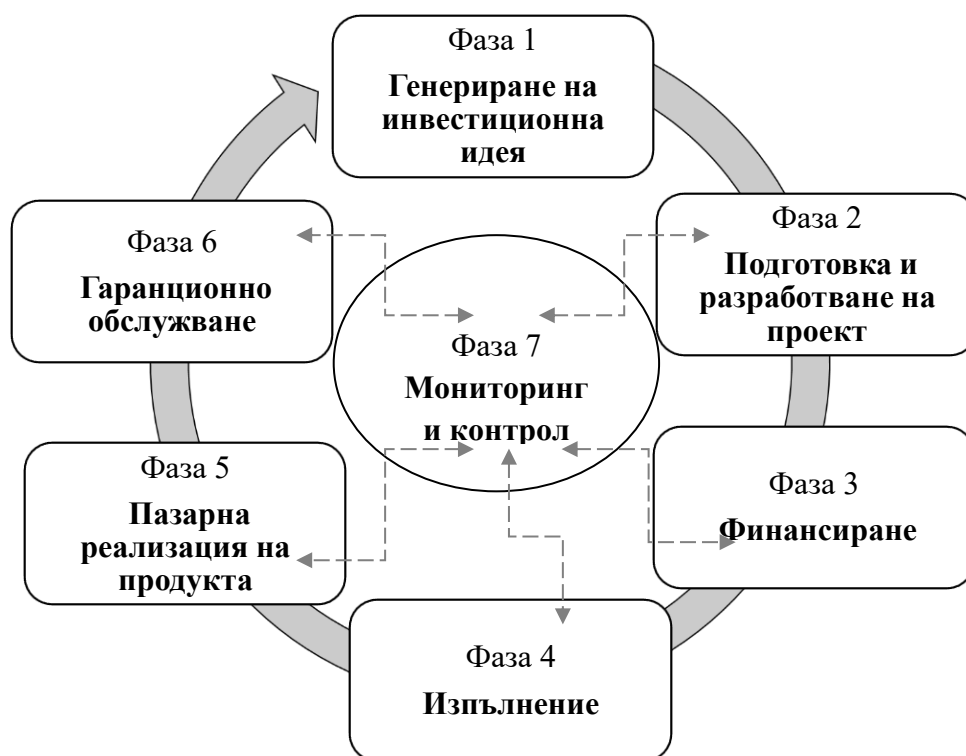 Фаза 1
Генериране на
инвестиционна
идея
Фаза 2
Подготовка и
разработване на
проект
Фаза 3
Финансиране
Фаза 4
Изпълнение
Фаза 5
Пазарна
реализация на
продукта
Фаза 6
Гаранционно
обслужване
Фаза 7
Мониторинг
и контрол